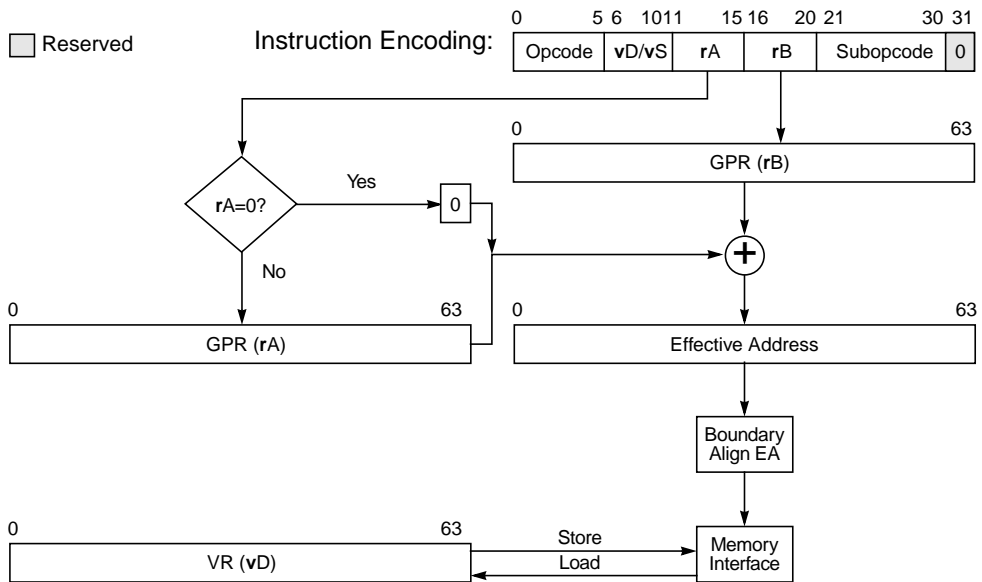 0 5 6 10 11 15 16 20 21 30 31
Reserved Instruction Encoding: Opcode vD/vS rA rB Subopcode 0
0 63
GPR (rB)
Yes
rA=0? 0
+
No
0 63 0 63
GPR (rA) Effective Address
Boundary
Align EA
0 63
Store
VR (vD) Load
Memory
Interface